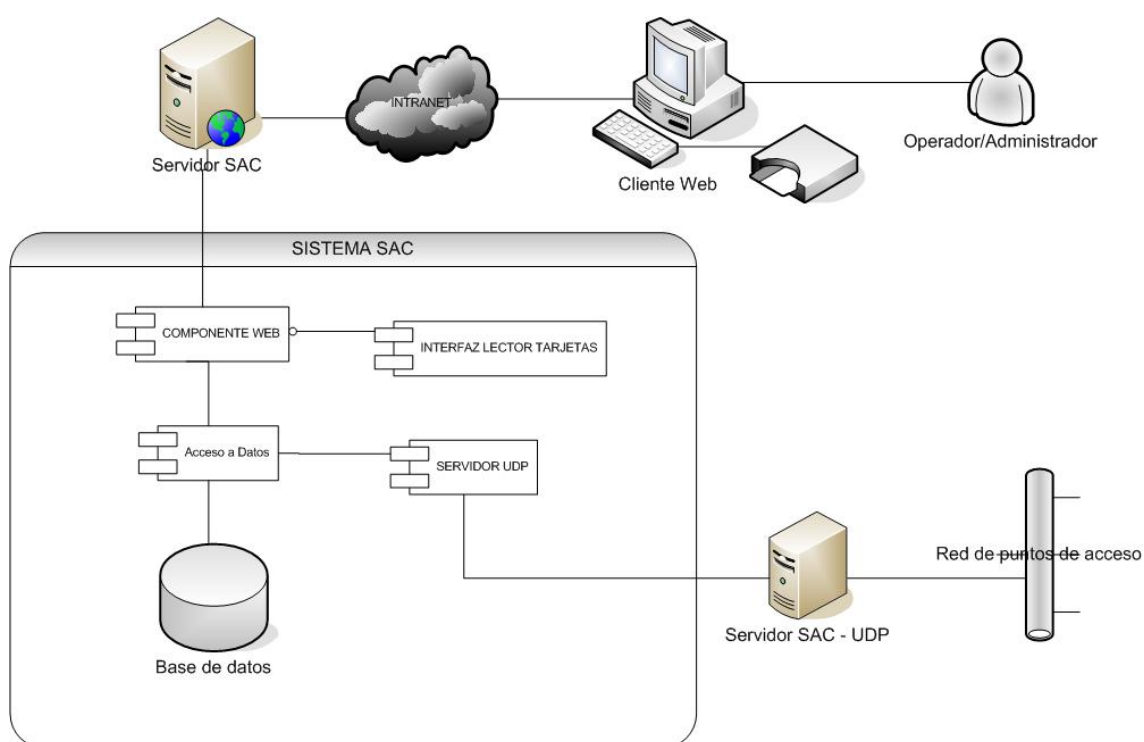 INTRANET
Servidor SAC
Cliente Web
Operador/Administrador
SISTEMA SAC
COMPONENTE WEB
INTERFAZ LECTOR TARJETAS
Acceso a Datos
SERVIDOR UDP
Base de datos
Servidor SAC - UDP
Red de puntos de acceso